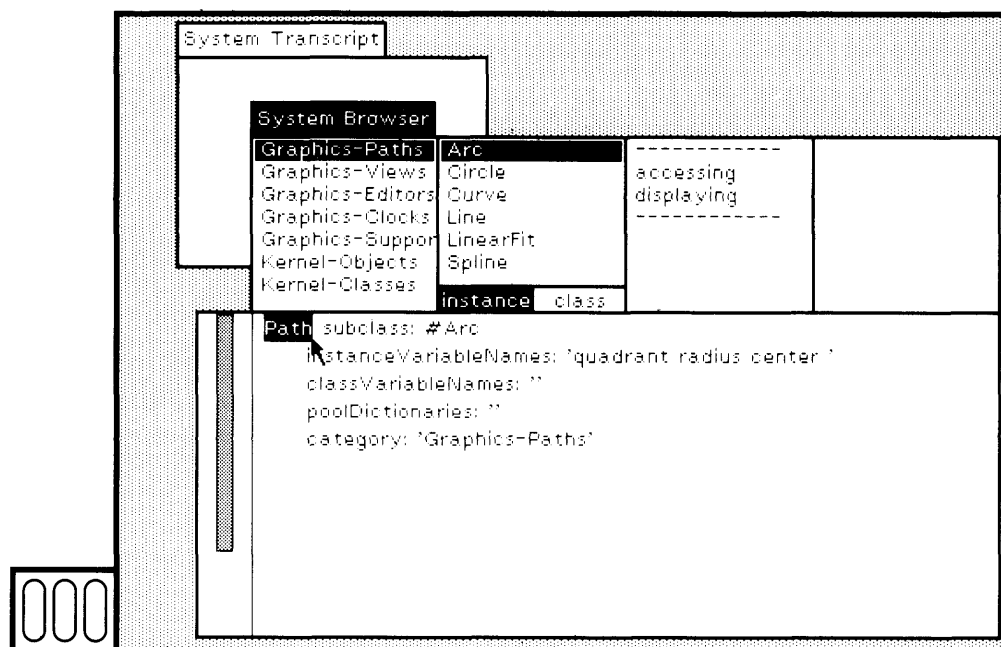 System Transcript
System Browser
Graphics-Paths
Graphics-Views
Graphics-Editors
Graphics-Clocks
Graphics-Suppor
Kernel-Objects
Kernel-Classes
Arc
Circle
Curve
Line
LinearFit
Spline
instance class
------------
accessing
displaying
------------
Path subclass: #Arc
instanceVariableNames: 'quadrant radius center '
classVariableNames: ''
poolDictionaries: ''
category: 'Graphics-Paths'